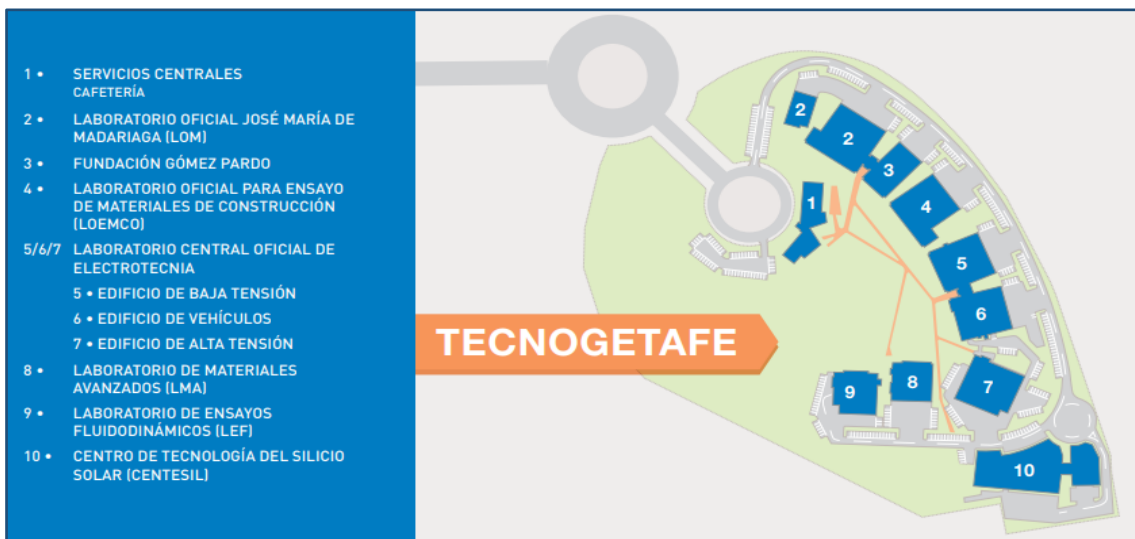 1 • SERVICIOS CENTRALES
CAFETERÍA
2 • LABORATORIO OFICIAL JOSÉ MARÍA DE
MADARIAGA (LOM)
3 • FUNDACIÓN GÓMEZ PARDO
4 • LABORATORIO OFICIAL PARA ENSAYO
DE MATERIALES DE CONSTRUCCIÓN
(LOEMCO)
5/6/7 LABORATORIO CENTRAL OFICIAL DE
ELECTROTECNIA
5 • EDIFICIO DE BAJA TENSIÓN
6 • EDIFICIO DE VEHÍCULOS
7 • EDIFICIO DE ALTA TENSIÓN
8 • LABORATORIO DE MATERIALES
AVANZADOS (LMA)
9 • LABORATORIO DE ENSAYOS
FLUIDODINÁMICOS (LEF)
10 • CENTRO DE TECNOLOGÍA DEL SILICIO
SOLAR (CENTESIL)
TECNOGETAFE
2
2
3
1
4
5
6
7
8
9
10